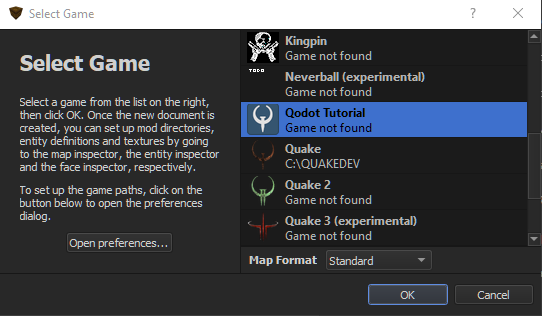 Select Game
Select Game
Select a game from the list on the right,
then click OK. Once the new document is
created, you can set up mod directories,
entity definitions and textures by going
to the map inspector, the entity inspector
and the face inspector, respectively.
To set up the game paths, click on the
button below to open the preferences
dialog.
Open preferences...
TODO
Kingpin
Game not found
Neverball (experimental)
Game not found
Qodot Tutorial
Game not found
Quake
C:\QUAKEDEV
Quake 2
Game not found
Quake 3 (experimental)
Game not found
Map Format
Standard
OK
Cancel